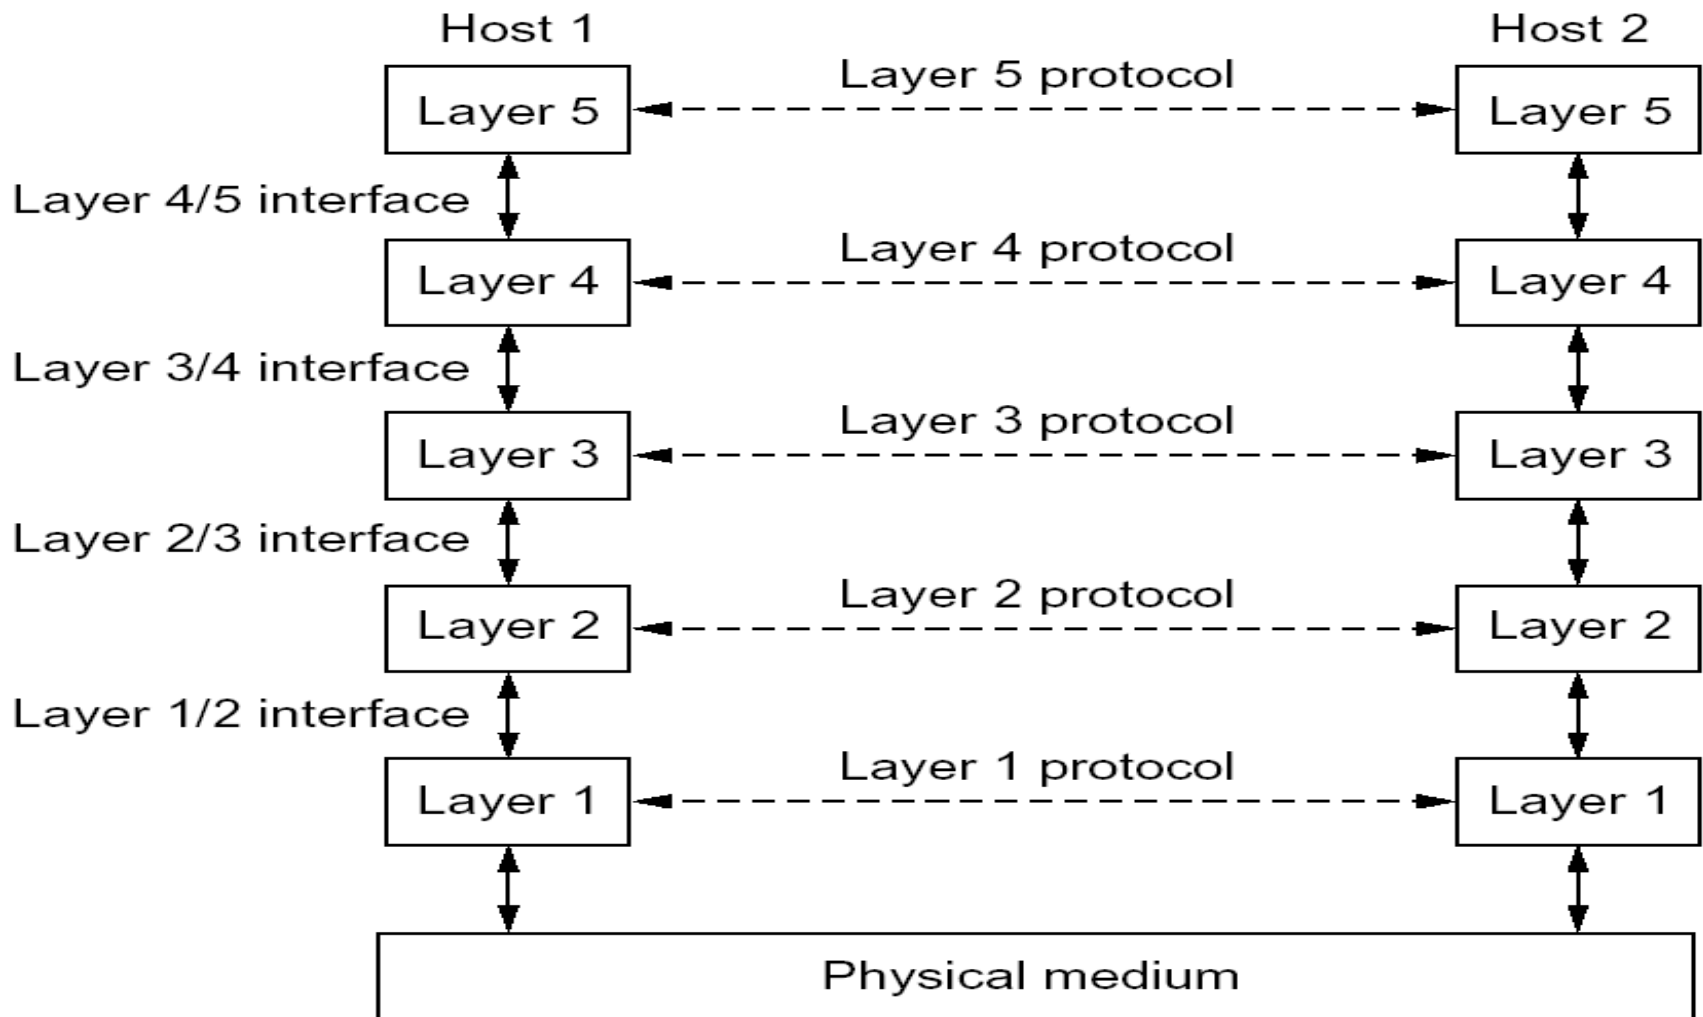 Host 1
Host 2
Layer 5 protocol
Layer 5
Layer 5
Layer 4/5 interface
Layer 4 protocol
Layer 4
Layer 4
Layer 3/4 interface
Layer 3 protocol
Layer 3
Layer 3
Layer 2/3 interface
Layer 2 protocol
Layer 2
Layer 2
Layer 1/2 interface
Layer 1 protocol
Layer 1
Layer 1
Physical medium